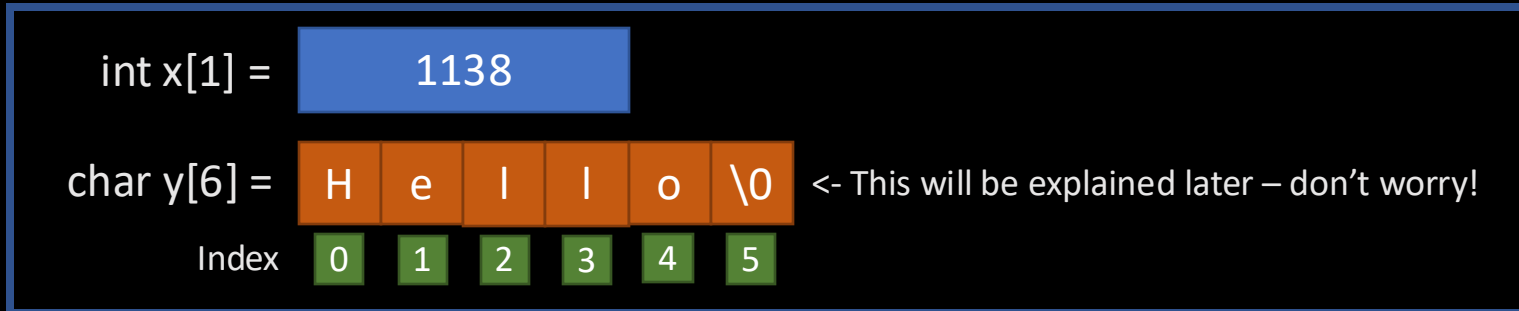 int x[1] = 1138
char y[6] = H e l l o \0 <- This will be explained later – don't worry!
Index 0 1 2 3 4 5